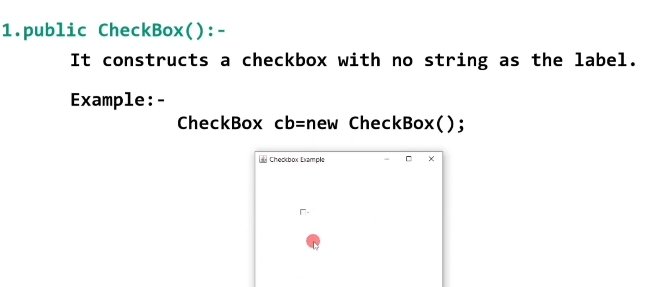 1.public CheckBox():-
It constructs a checkbox with no string as the label.
Example:-
CheckBox cb=new CheckBox();
Checkbox Example